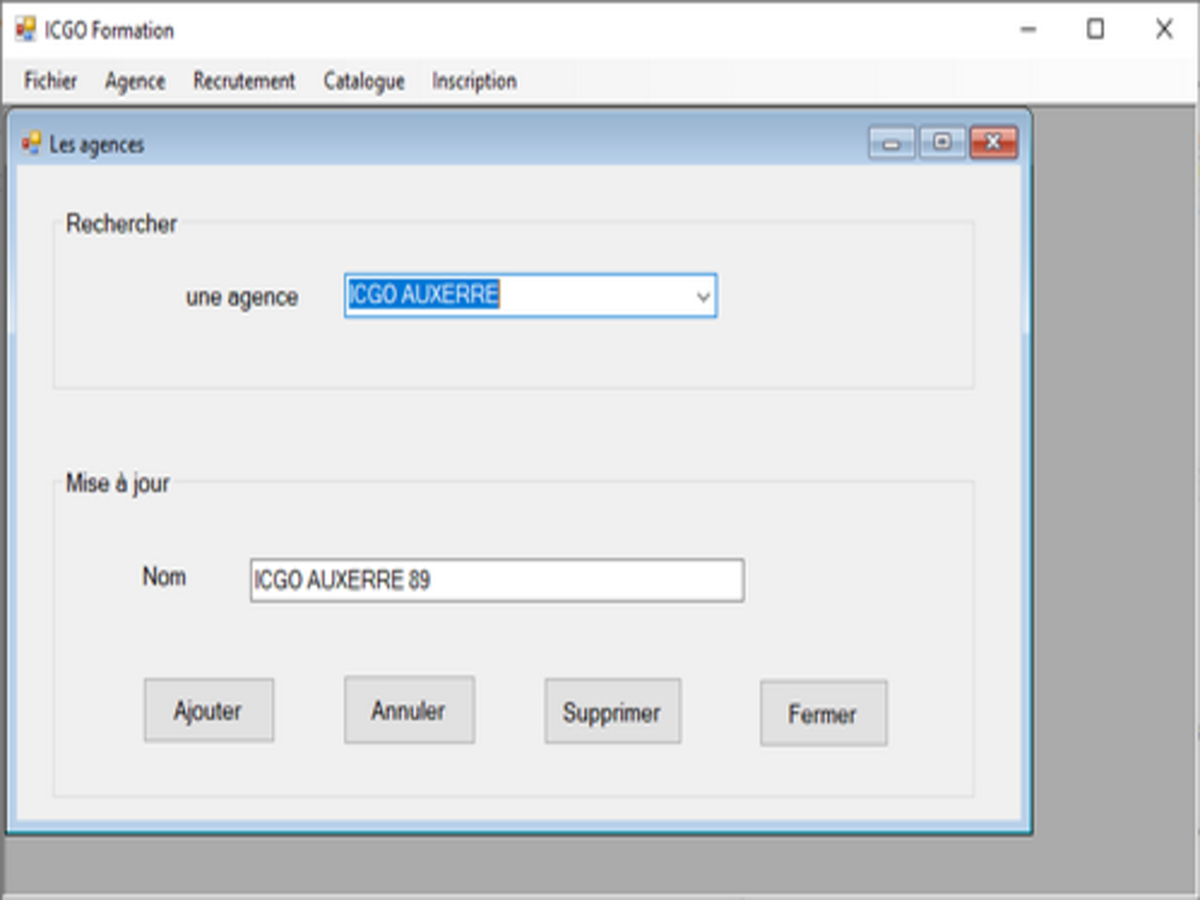 ICGO Formation
Fichier Agence Recrutement Catalogue Inscription
Les agences
Rechercher
une agence ICGO AUXERRE
Mise à jour
Nom ICGO AUXERRE 89
Ajouter Annuler Supprimer Fermer